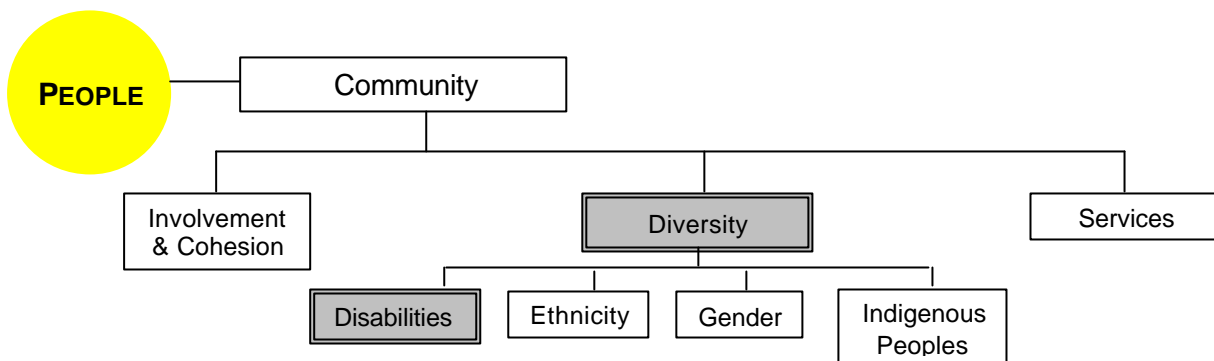 PEOPLE
Community
Involvement
& Cohesion
Diversity
Services
Disabilities
Ethnicity
Gender
Indigenous
Peoples